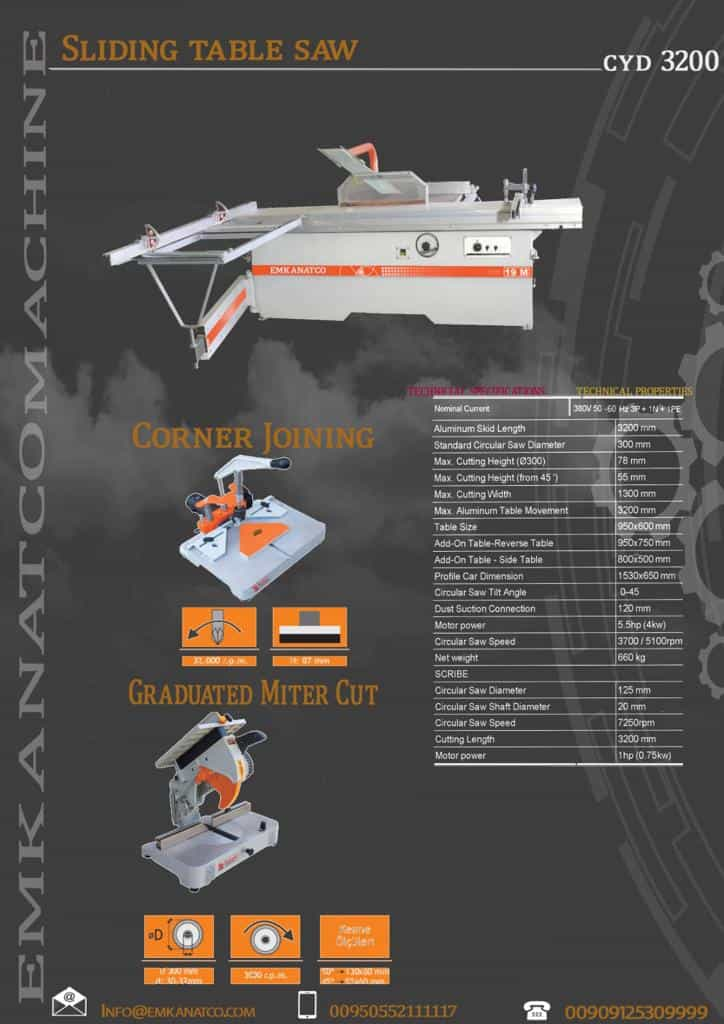 SLIDING TABLE SAW
CYD 3200
EMKANATCOMACHINE
EMKANATCO
19 M
TECHNICIAL SPECIFICATIONS TECHNICAL PROPERTIES
Nominal Current 380V 50 -60 Hz 3P + 1N + 1PE
Aluminum Skid Length 3200 mm
Standard Circular Saw Diameter 300 mm
Max. Cutting Height (Ø300) 78 mm
Max. Cutting Height (from 45 °) 55 mm
Max. Cutting Width 1300 mm
Max. Aluminum Table Movement 3200 mm
Table Size 950x600 mm
Add-On Table-Reverse Table 950x750 mm
Add-On Table - Side Table 800x500 mm
Profile Car Dimension 1530x650 mm
Circular Saw Tilt Angle 0-45
Dust Suction Connection 120 mm
Motor power 5.5hp (4kw)
Circular Saw Speed 3700 / 5100rpm
Net weight 660 kg
SCRIBE
Circular Saw Diameter 125 mm
Circular Saw Shaft Diameter 20 mm
Circular Saw Speed 7250rpm
Cutting Length 3200 mm
Motor power 1hp (0.75kw)
CORNER JOINING
H: 67 mm
GRADUATED MITER CUT
øD
Kesme
Ölçüleri
INFO@EMKANATCO.COM
00950552111117
00909125309999